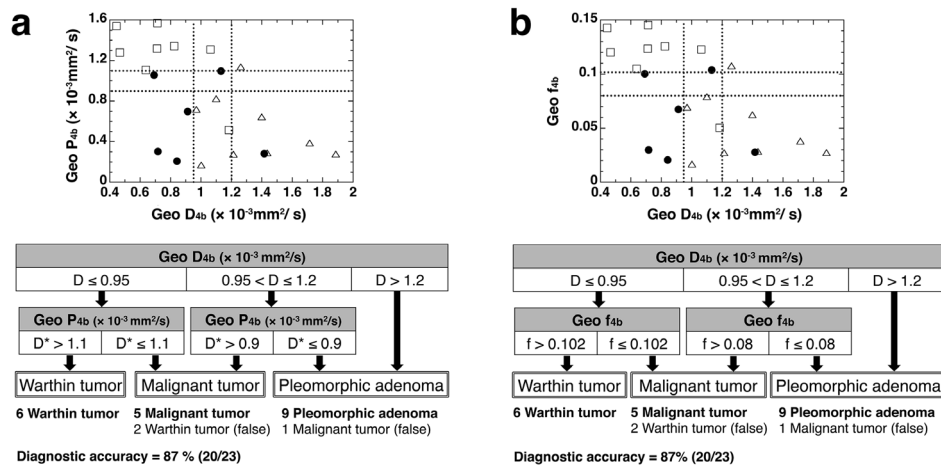 a
Geo P4b (× 10-3mm2/ s)
1.6
1.2
0.8
0.4
0
0.4 0.6 0.8 1 1.2 1.4 1.6 1.8 2
Geo D4b (× 10-3mm2/ s)
Geo D4b (× 10-3 mm2/s)
D ≤ 0.95 0.95 < D ≤ 1.2 D > 1.2
Geo P4b (× 10-3 mm2/s) Geo P4b (× 10-3 mm2/s)
D* > 1.1 D* ≤ 1.1 D* > 0.9 D* ≤ 0.9
Warthin tumor Malignant tumor Pleomorphic adenoma
6 Warthin tumor 5 Malignant tumor 9 Pleomorphic adenoma
2 Warthin tumor (false) 1 Malignant tumor (false)
Diagnostic accuracy = 87 % (20/23)
b
Geo f4b
0.15
0.1
0.05
0
0.4 0.6 0.8 1 1.2 1.4 1.6 1.8 2
Geo D4b (× 10-3mm2/ s)
Geo D4b (× 10-3 mm2/s)
D ≤ 0.95 0.95 < D ≤ 1.2 D > 1.2
Geo f4b Geo f4b
f > 0.102 f ≤ 0.102 f > 0.08 f ≤ 0.08
Warthin tumor Malignant tumor Pleomorphic adenoma
6 Warthin tumor 5 Malignant tumor 9 Pleomorphic adenoma
2 Warthin tumor (false) 1 Malignant tumor (false)
Diagnostic accuracy = 87% (20/23)